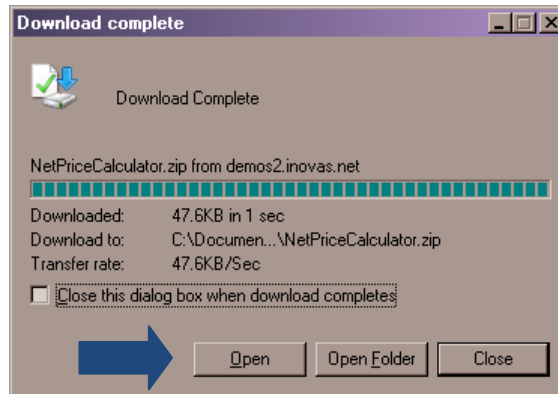 Download complete
Download Complete
NetPriceCalculator.zip from demos2.inovas.net
Downloaded: 47.6KB in 1 sec
Download to: C:\Documen...\NetPriceCalculator.zip
Transfer rate: 47.6KB/Sec
Close this dialog box when download completes
Open Open Folder Close